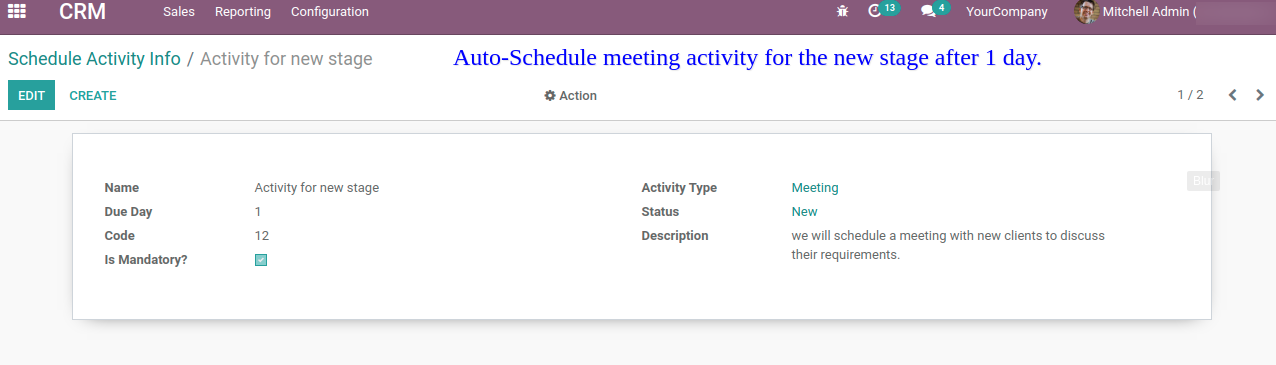 CRM Sales Reporting Configuration 13 4 YourCompany Mitchell Admin (
Schedule Activity Info / Activity for new stage Auto-Schedule meeting activity for the new stage after 1 day.
EDIT CREATE Action 1 / 2
Name Activity for new stage Activity Type Meeting
Blur
Due Day 1 Status New
Code 12 Description we will schedule a meeting with new clients to discuss
their requirements.
Is Mandatory?